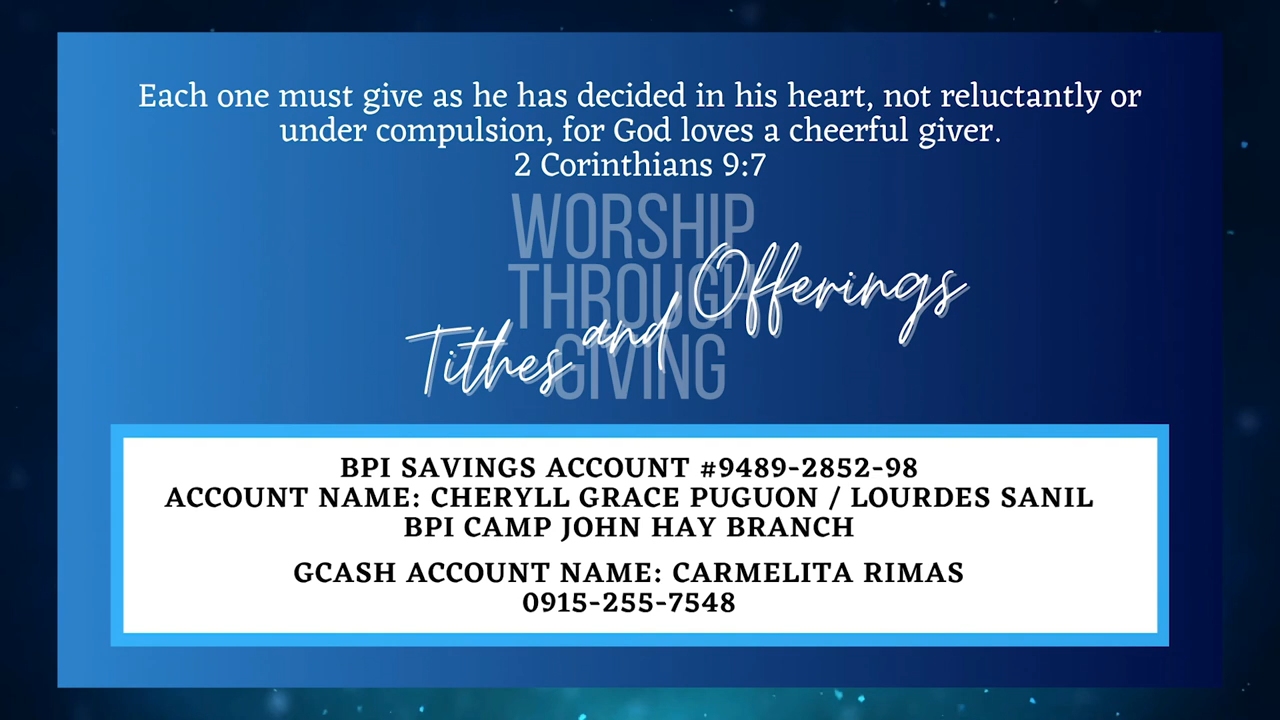 Each one must give as he has decided in his heart, not reluctantly or
under compulsion, for God loves a cheerful giver.
2 Corinthians 9:7
WORSHIP
THROUGH
GIVING
Tithes and Offerings
BPI SAVINGS ACCOUNT #9489-2852-98
ACCOUNT NAME: CHERYLL GRACE PUGUON / LOURDES SANIL
BPI CAMP JOHN HAY BRANCH
GCASH ACCOUNT NAME: CARMELITA RIMAS
0915-255-7548